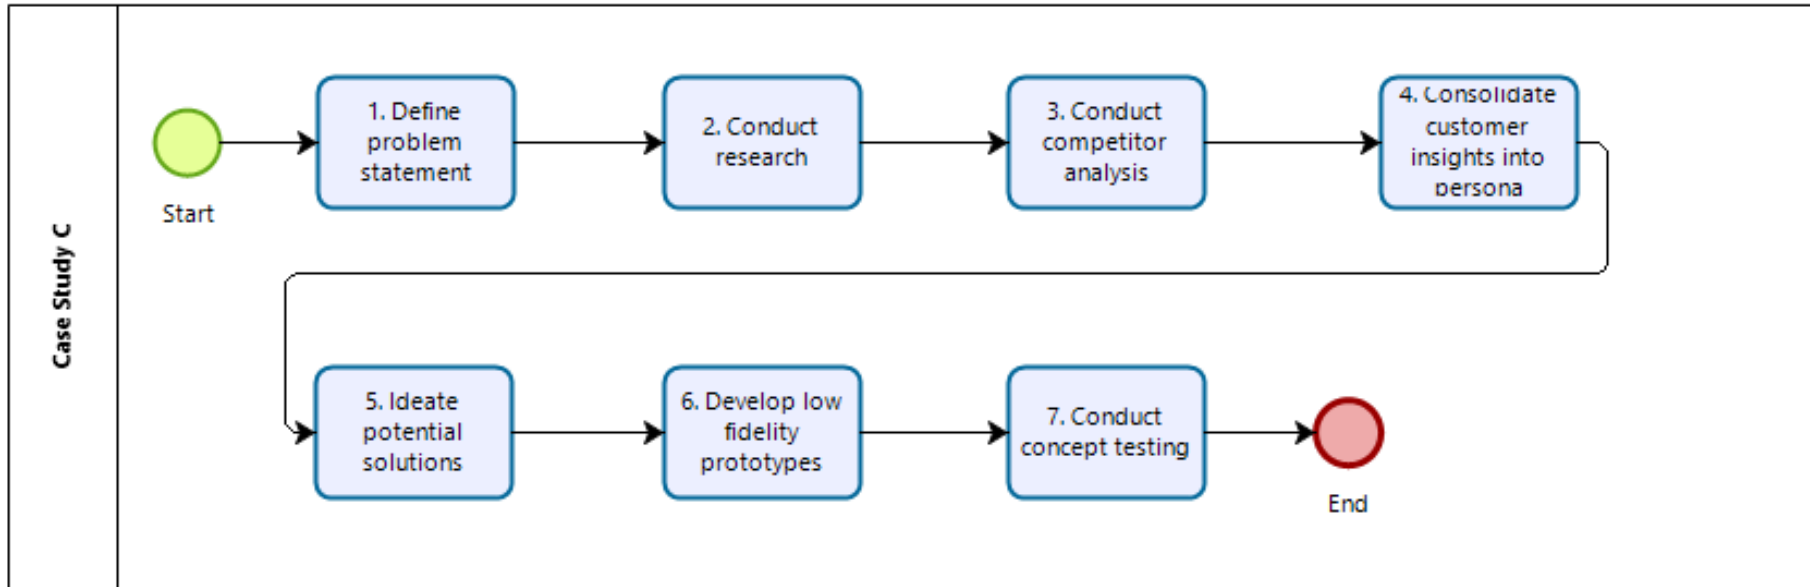 Case Study C
Start
1. Define
problem
statement
2. Conduct
research
3. Conduct
competitor
analysis
4. Consolidate
customer
insights into
persona
5. Ideate
potential
solutions
6. Develop low
fidelity
prototypes
7. Conduct
concept testing
End